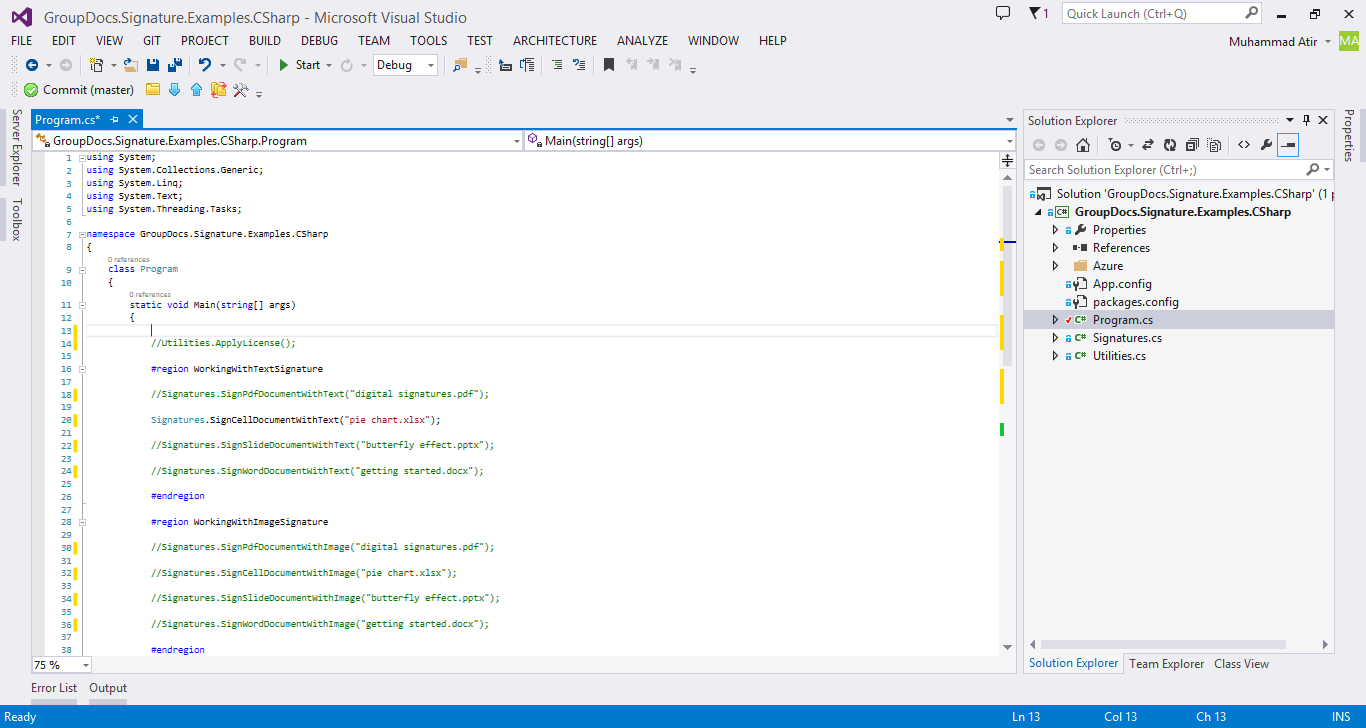 GroupDocs.Signature.Examples.CSharp - Microsoft Visual Studio
1
Quick Launch (Ctrl+Q)
FILE EDIT VIEW GIT PROJECT BUILD DEBUG TEAM TOOLS TEST ARCHITECTURE ANALYZE WINDOW HELP
Muhammad Atir MA
Start Debug
Commit (master)
Server Explorer
Toolbox
Program.cs*
GroupDocs.Signature.Examples.CSharp.Program
Main(string[] args)
1 using System;
2 using System.Collections.Generic;
3 using System.Linq;
4 using System.Text;
5 using System.Threading.Tasks;
6
7 namespace GroupDocs.Signature.Examples.CSharp
8 {
0 references
9 class Program
10 {
0 references
11 static void Main(string[] args)
12 {
13
14 //Utilities.ApplyLicense();
15
16 #region WorkingWithTextSignature
17
18 //Signatures.SignPdfDocumentWithText("digital signatures.pdf");
19
20 Signatures.SignCellDocumentWithText("pie chart.xlsx");
21
22 //Signatures.SignSlideDocumentWithText("butterfly effect.pptx");
23
24 //Signatures.SignWordDocumentWithText("getting started.docx");
25
26 #endregion
27
28 #region WorkingWithImageSignature
29
30 //Signatures.SignPdfDocumentWithImage("digital signatures.pdf");
31
32 //Signatures.SignCellDocumentWithImage("pie chart.xlsx");
33
34 //Signatures.SignSlideDocumentWithImage("butterfly effect.pptx");
35
36 //Signatures.SignWordDocumentWithImage("getting started.docx");
37
38 #endregion
75 %
Solution Explorer
Search Solution Explorer (Ctrl+;)
Solution 'GroupDocs.Signature.Examples.CSharp' (1 p
C# GroupDocs.Signature.Examples.CSharp
Properties
References
Azure
App.config
packages.config
C# Program.cs
C# Signatures.cs
C# Utilities.cs
Solution Explorer Team Explorer Class View
Properties
Error List Output
Ready Ln 13 Col 13 Ch 13 INS